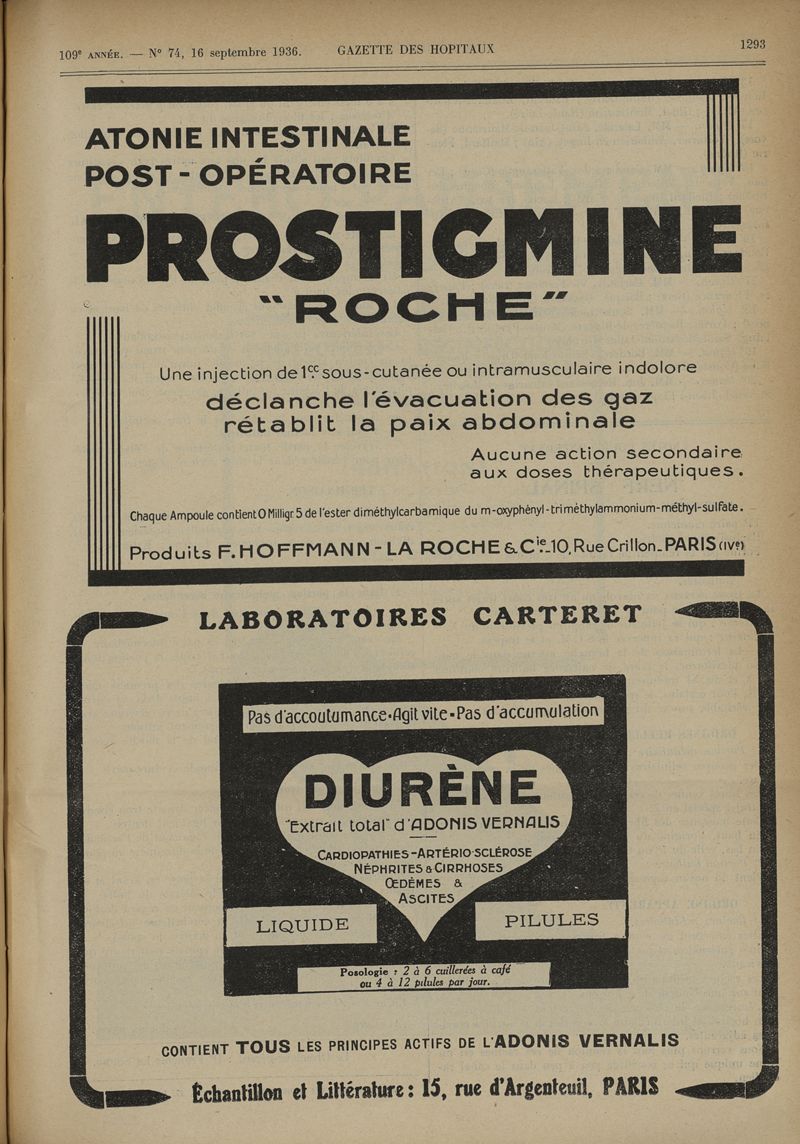 109e ANNÉE. — N° 74, 16 septembre 1936. GAZETTE DES HOPITAUX 1293
ATONIE INTESTINALE
POST-OPÉRATOIRE
PROSTIGMINE
"ROCHE"
Une injection de 1cc. sous-cutanée ou intramusculaire indolore
déclanche l'évacuation des gaz
rétablit la paix abdominale
Aucune action secondaire
aux doses thérapeutiques.
Chaque Ampoule contient 0 Milligr. 5 de l'ester diméthylcarbamique du m-oxyphényl-triméthylammonium-méthyl-sulfate.
Produits F. HOFFMANN-LA ROCHE & Cie. 10, Rue Crillon_PARIS (IVe)
LABORATOIRES CARTERET
Pas d'accoutumance•Agit vite•Pas d'accumulation
DIURÈNE
"Extrait total" d'ADONIS VERNALIS
CARDIOPATHIES-ARTÉRIO-SCLÉROSE
NÉPHRITES & CIRRHOSES
ŒDÈMES &
ASCITES
LIQUIDE PILULES
Posologie : 2 à 6 cuillerées à café
ou 4 à 12 pilules par jour.
CONTIENT TOUS LES PRINCIPES ACTIFS DE L'ADONIS VERNALIS
Échantillon et Littérature : 15, rue d'Argenteuil, PARIS